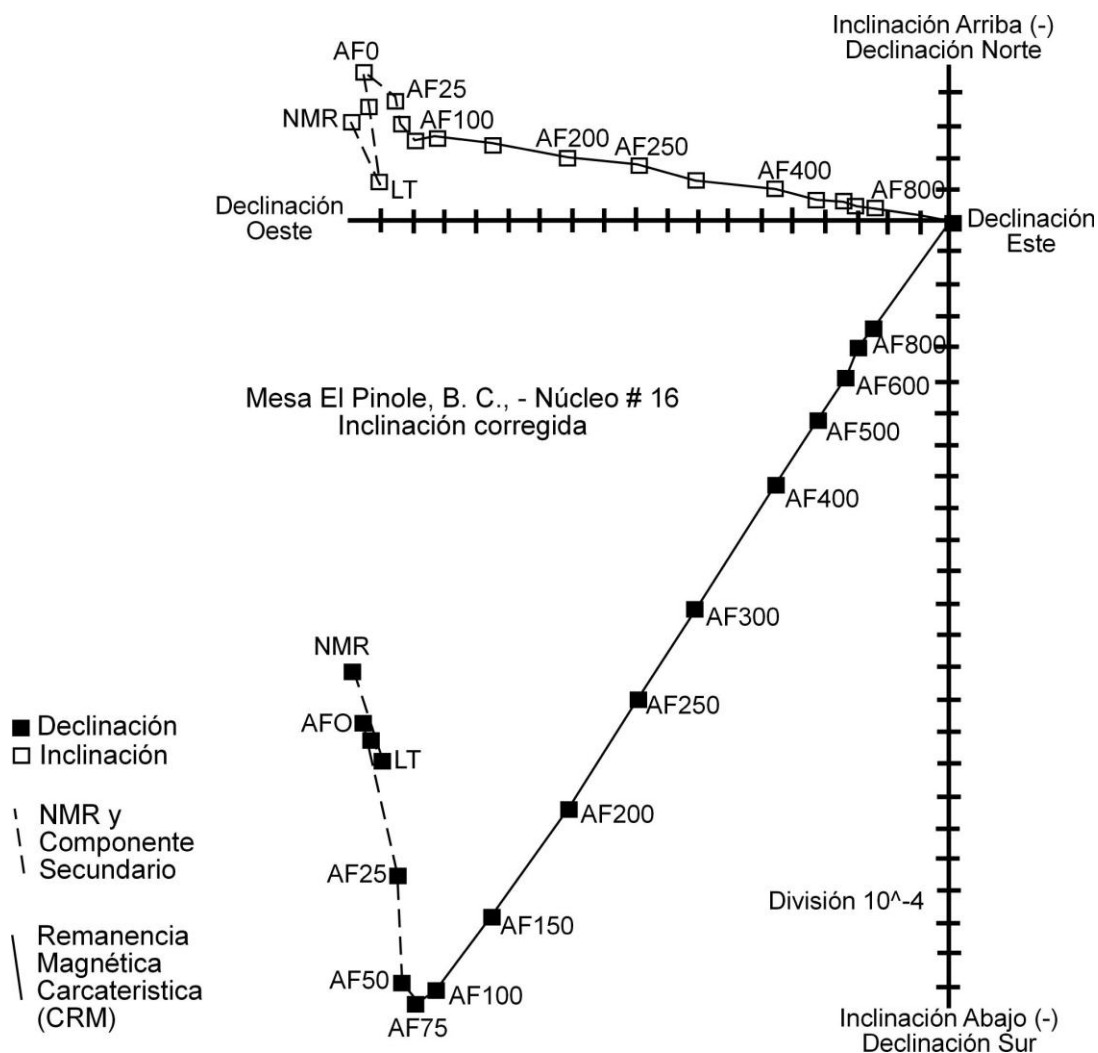 Inclinación Arriba (-)
Declinación Norte
AF0
AF25
NMR
AF100
AF200
AF250
AF400
AF800
LT
Declinación
Oeste
Declinación
Este
AF800
AF600
Mesa El Pinole, B. C., - Núcleo # 16
Inclinación corregida
AF500
AF400
AF300
NMR
AF250
Declinación
AFO
Inclinación
LT
NMR y
Componente
Secundario
AF200
AF25
División 10^-4
AF150
Remanencia
Magnética
Carcateristica
(CRM)
AF50
AF100
AF75
Inclinación Abajo (-)
Declinación Sur